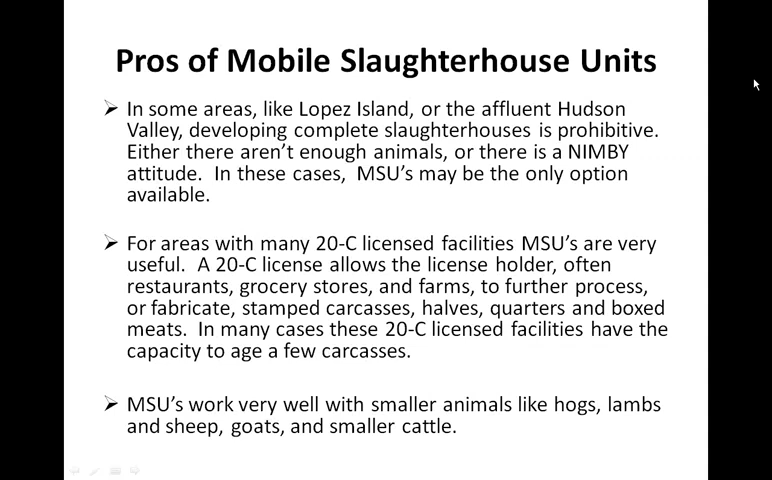 Pros of Mobile Slaughterhouse Units
In some areas, like Lopez Island, or the affluent Hudson
Valley, developing complete slaughterhouses is prohibitive.
Either there aren't enough animals, or there is a NIMBY
attitude.  In these cases,  MSU's may be the only option
available.
For areas with many 20-C licensed facilities MSU's are very
useful.  A 20-C license allows the license holder, often
restaurants, grocery stores, and farms, to further process,
or fabricate, stamped carcasses, halves, quarters and boxed
meats.  In many cases these 20-C licensed facilities have the
capacity to age a few carcasses.
MSU's work very well with smaller animals like hogs, lambs
and sheep, goats, and smaller cattle.